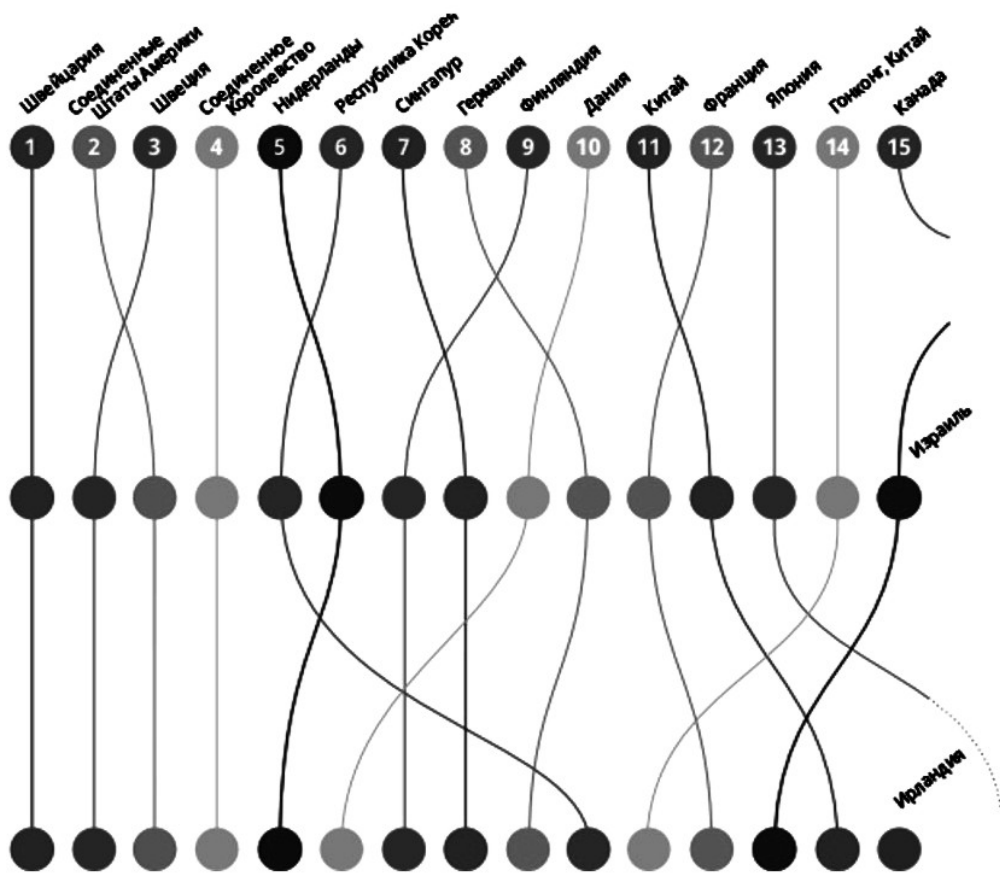 Швейцария
Соединенные
Штаты Америки
Швеция
Соединенное
Королевство
Нидерланды
Республика Корея
Сингапур
Германия
Финляндия
Дания
Китай
Франция
Япония
Гонконг, Китай
Канада
1 2 3 4 5 6 7 8 9 10 11 12 13 14 15
Израиль
Ирландия